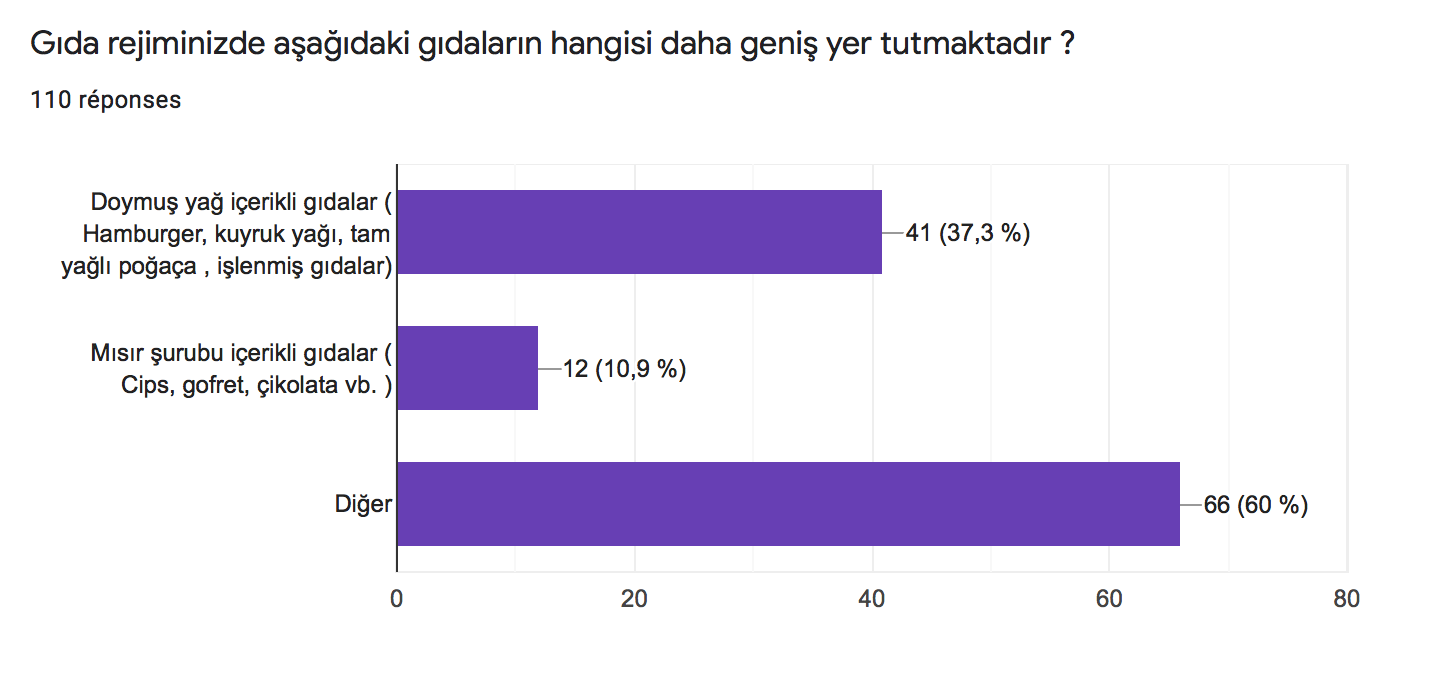 Gıda rejiminizde aşağıdaki gıdaların hangisi daha geniş yer tutmaktadır ?
110 réponses
Doymuş yağ içerikli gıdalar (
Hamburger, kuyruk yağı, tam
yağlı poğaça , işlenmiş gıdalar)
41 (37,3 %)
Mısır şurubu içerikli gıdalar (
Cips, gofret, çikolata vb. )
12 (10,9 %)
Diğer
66 (60 %)
0 20 40 60 80